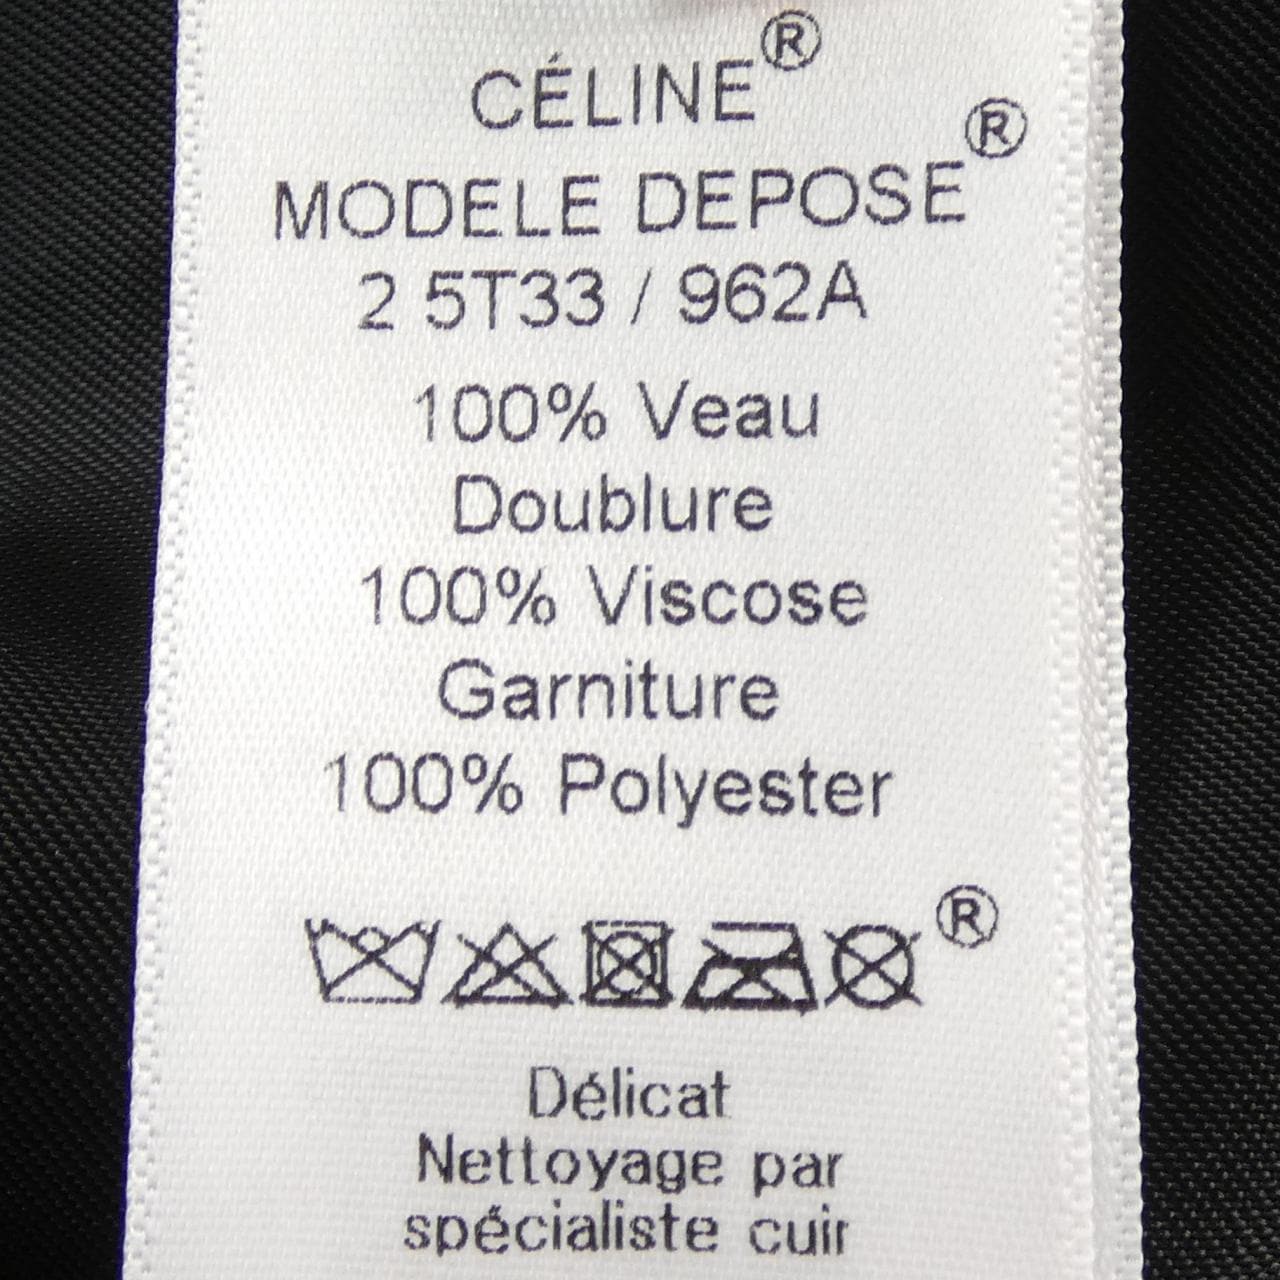 CÉLINE®
MODELE DEPOSE®
2 5T33 / 962A
100% Veau
Doublure
100% Viscose
Garniture
100% Polyester
®
Délicat
Nettoyage par
spécialiste cuir